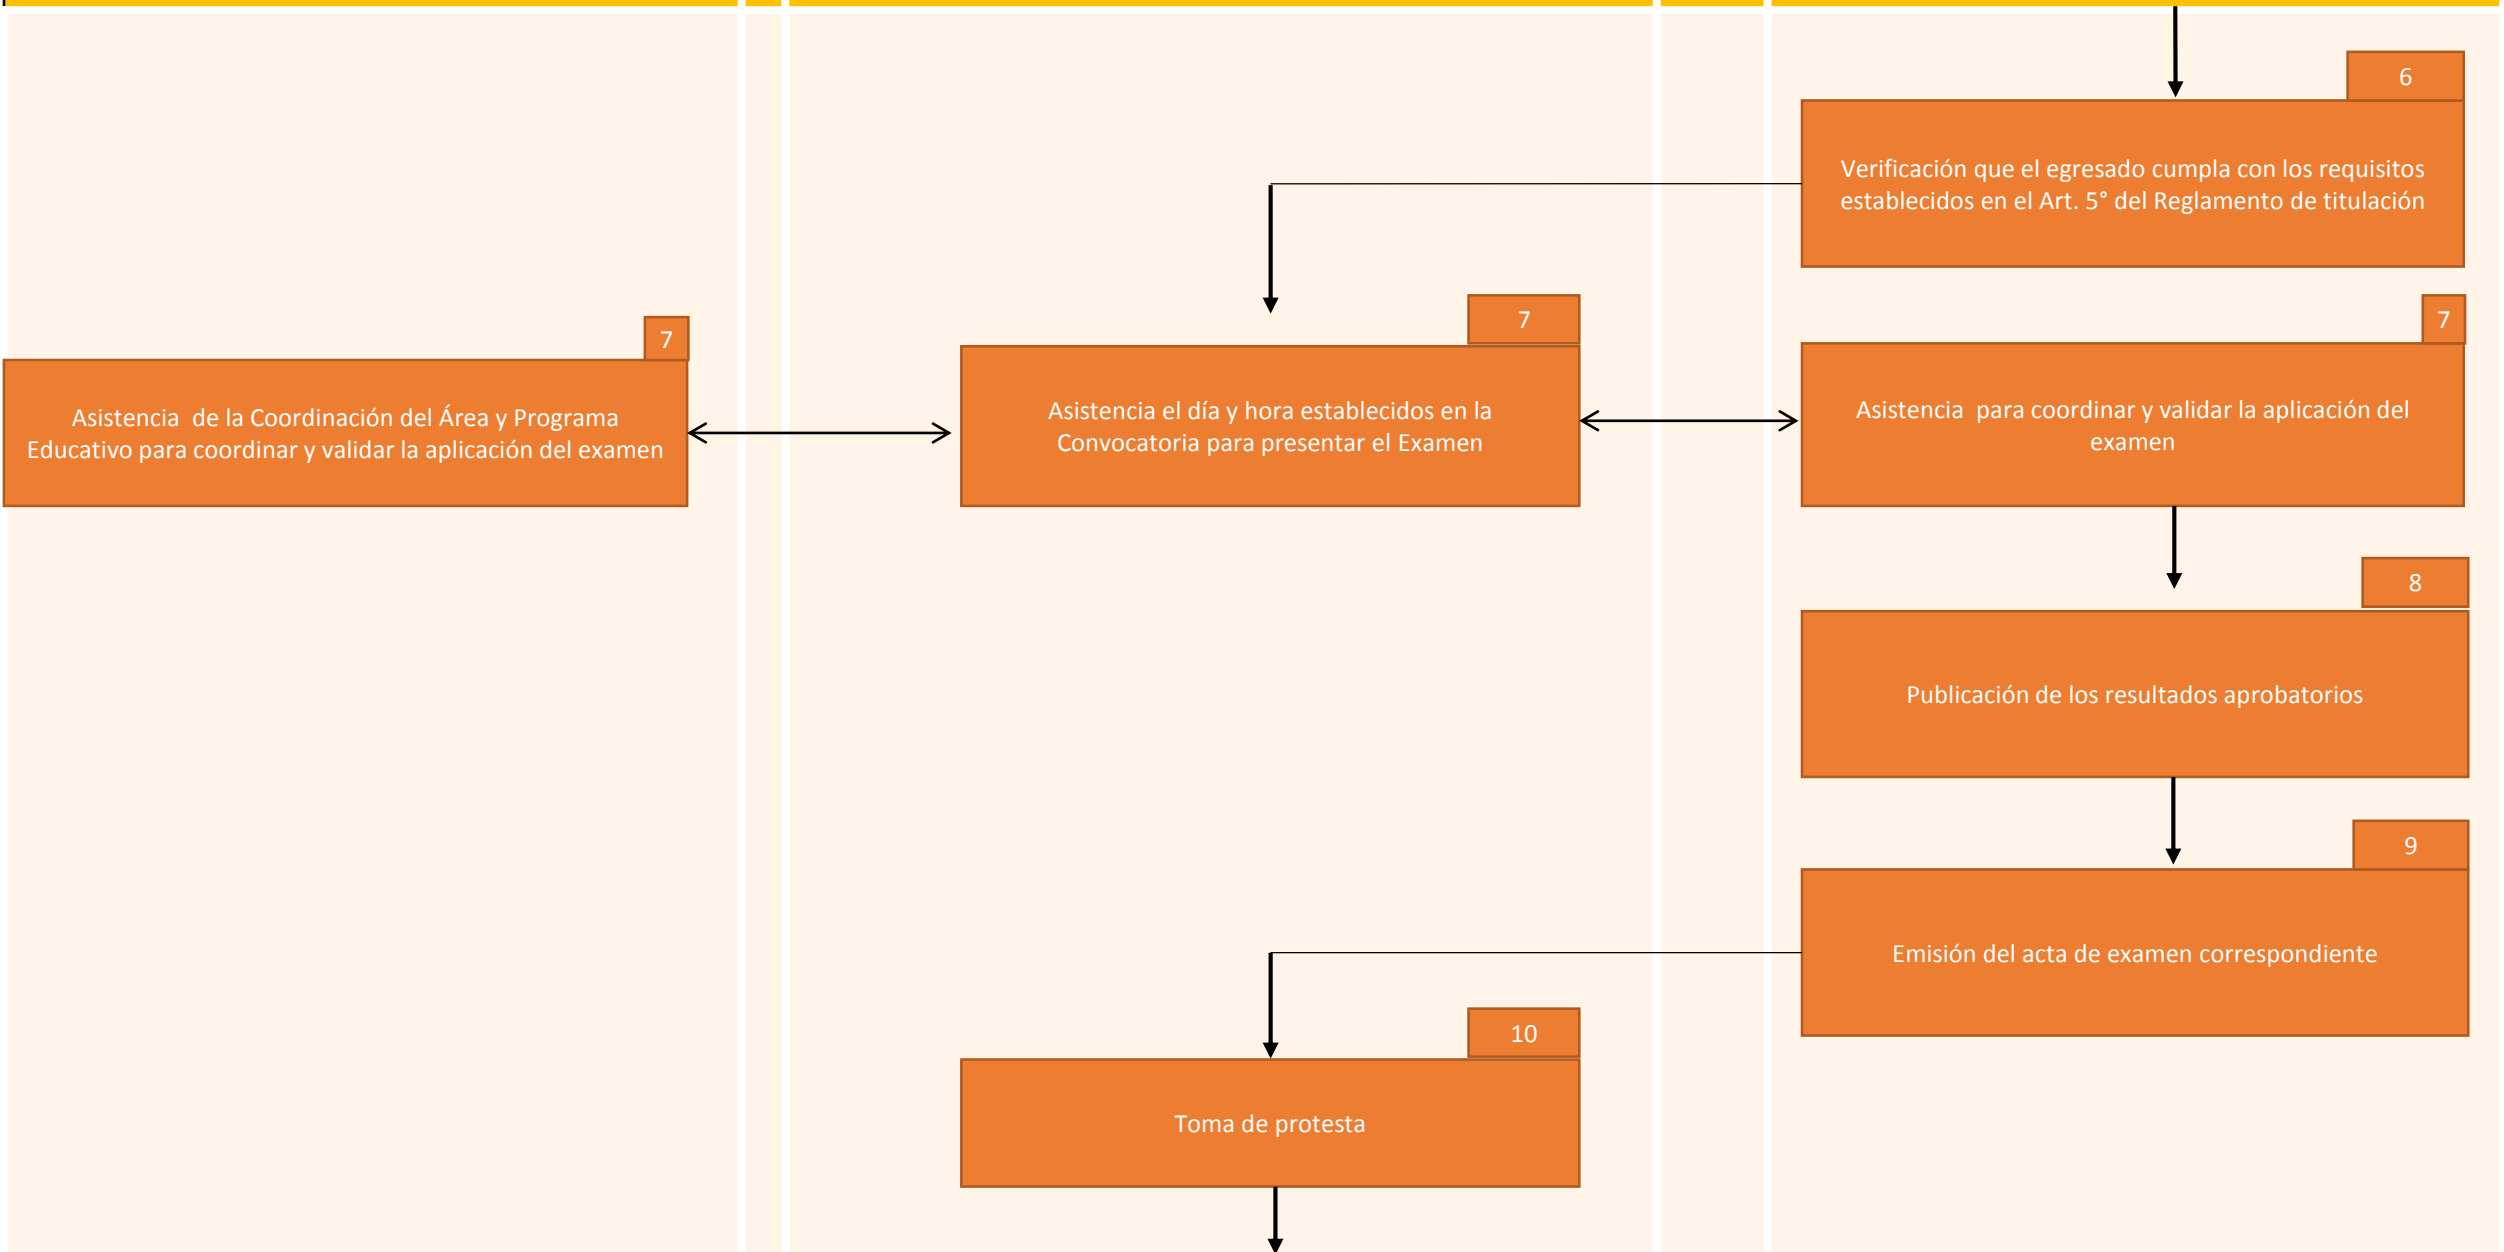 6
Verificación que el egresado cumpla con los requisitos
establecidos en el Art. 5° del Reglamento de titulación
7
Asistencia  de la Coordinación del Área y Programa
Educativo para coordinar y validar la aplicación del examen
7
Asistencia el día y hora establecidos en la
Convocatoria para presentar el Examen
7
Asistencia  para coordinar y validar la aplicación del
examen
8
Publicación de los resultados aprobatorios
9
Emisión del acta de examen correspondiente
10
Toma de protesta